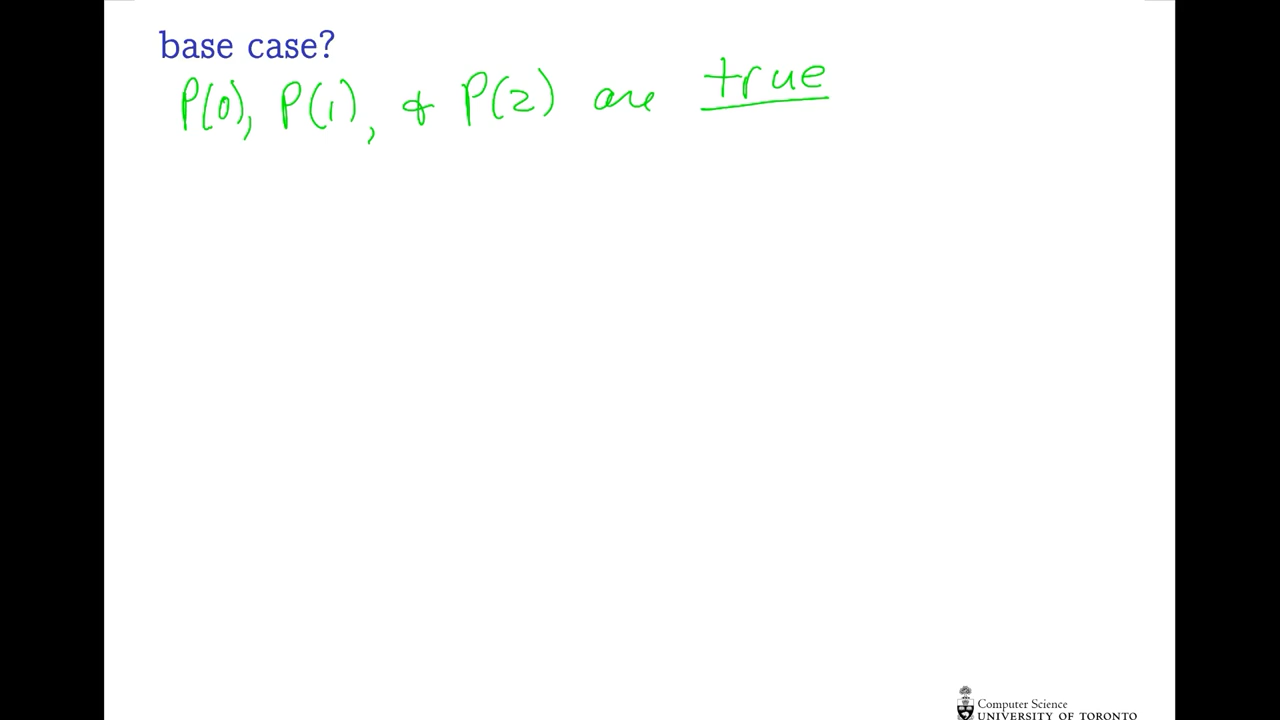 base case?
P(0), P(1), & P(2) are true
Computer Science
UNIVERSITY OF TORONTO